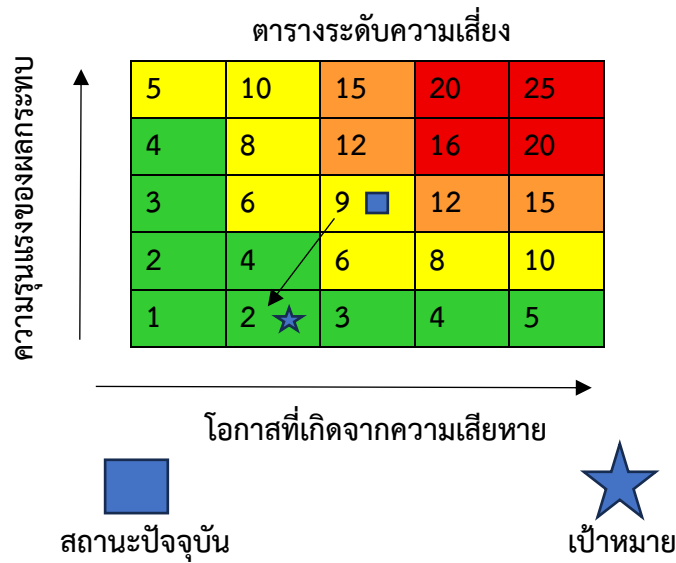 ตารางระดับความเสี่ยง
ความรุนแรงของผลกระทบ
5 10 15 20 25
4 8 12 16 20
3 6 9 12 15
2 4 6 8 10
1 2 3 4 5
โอกาสที่เกิดจากความเสียหาย
สถานะปัจจุบัน เป้าหมาย